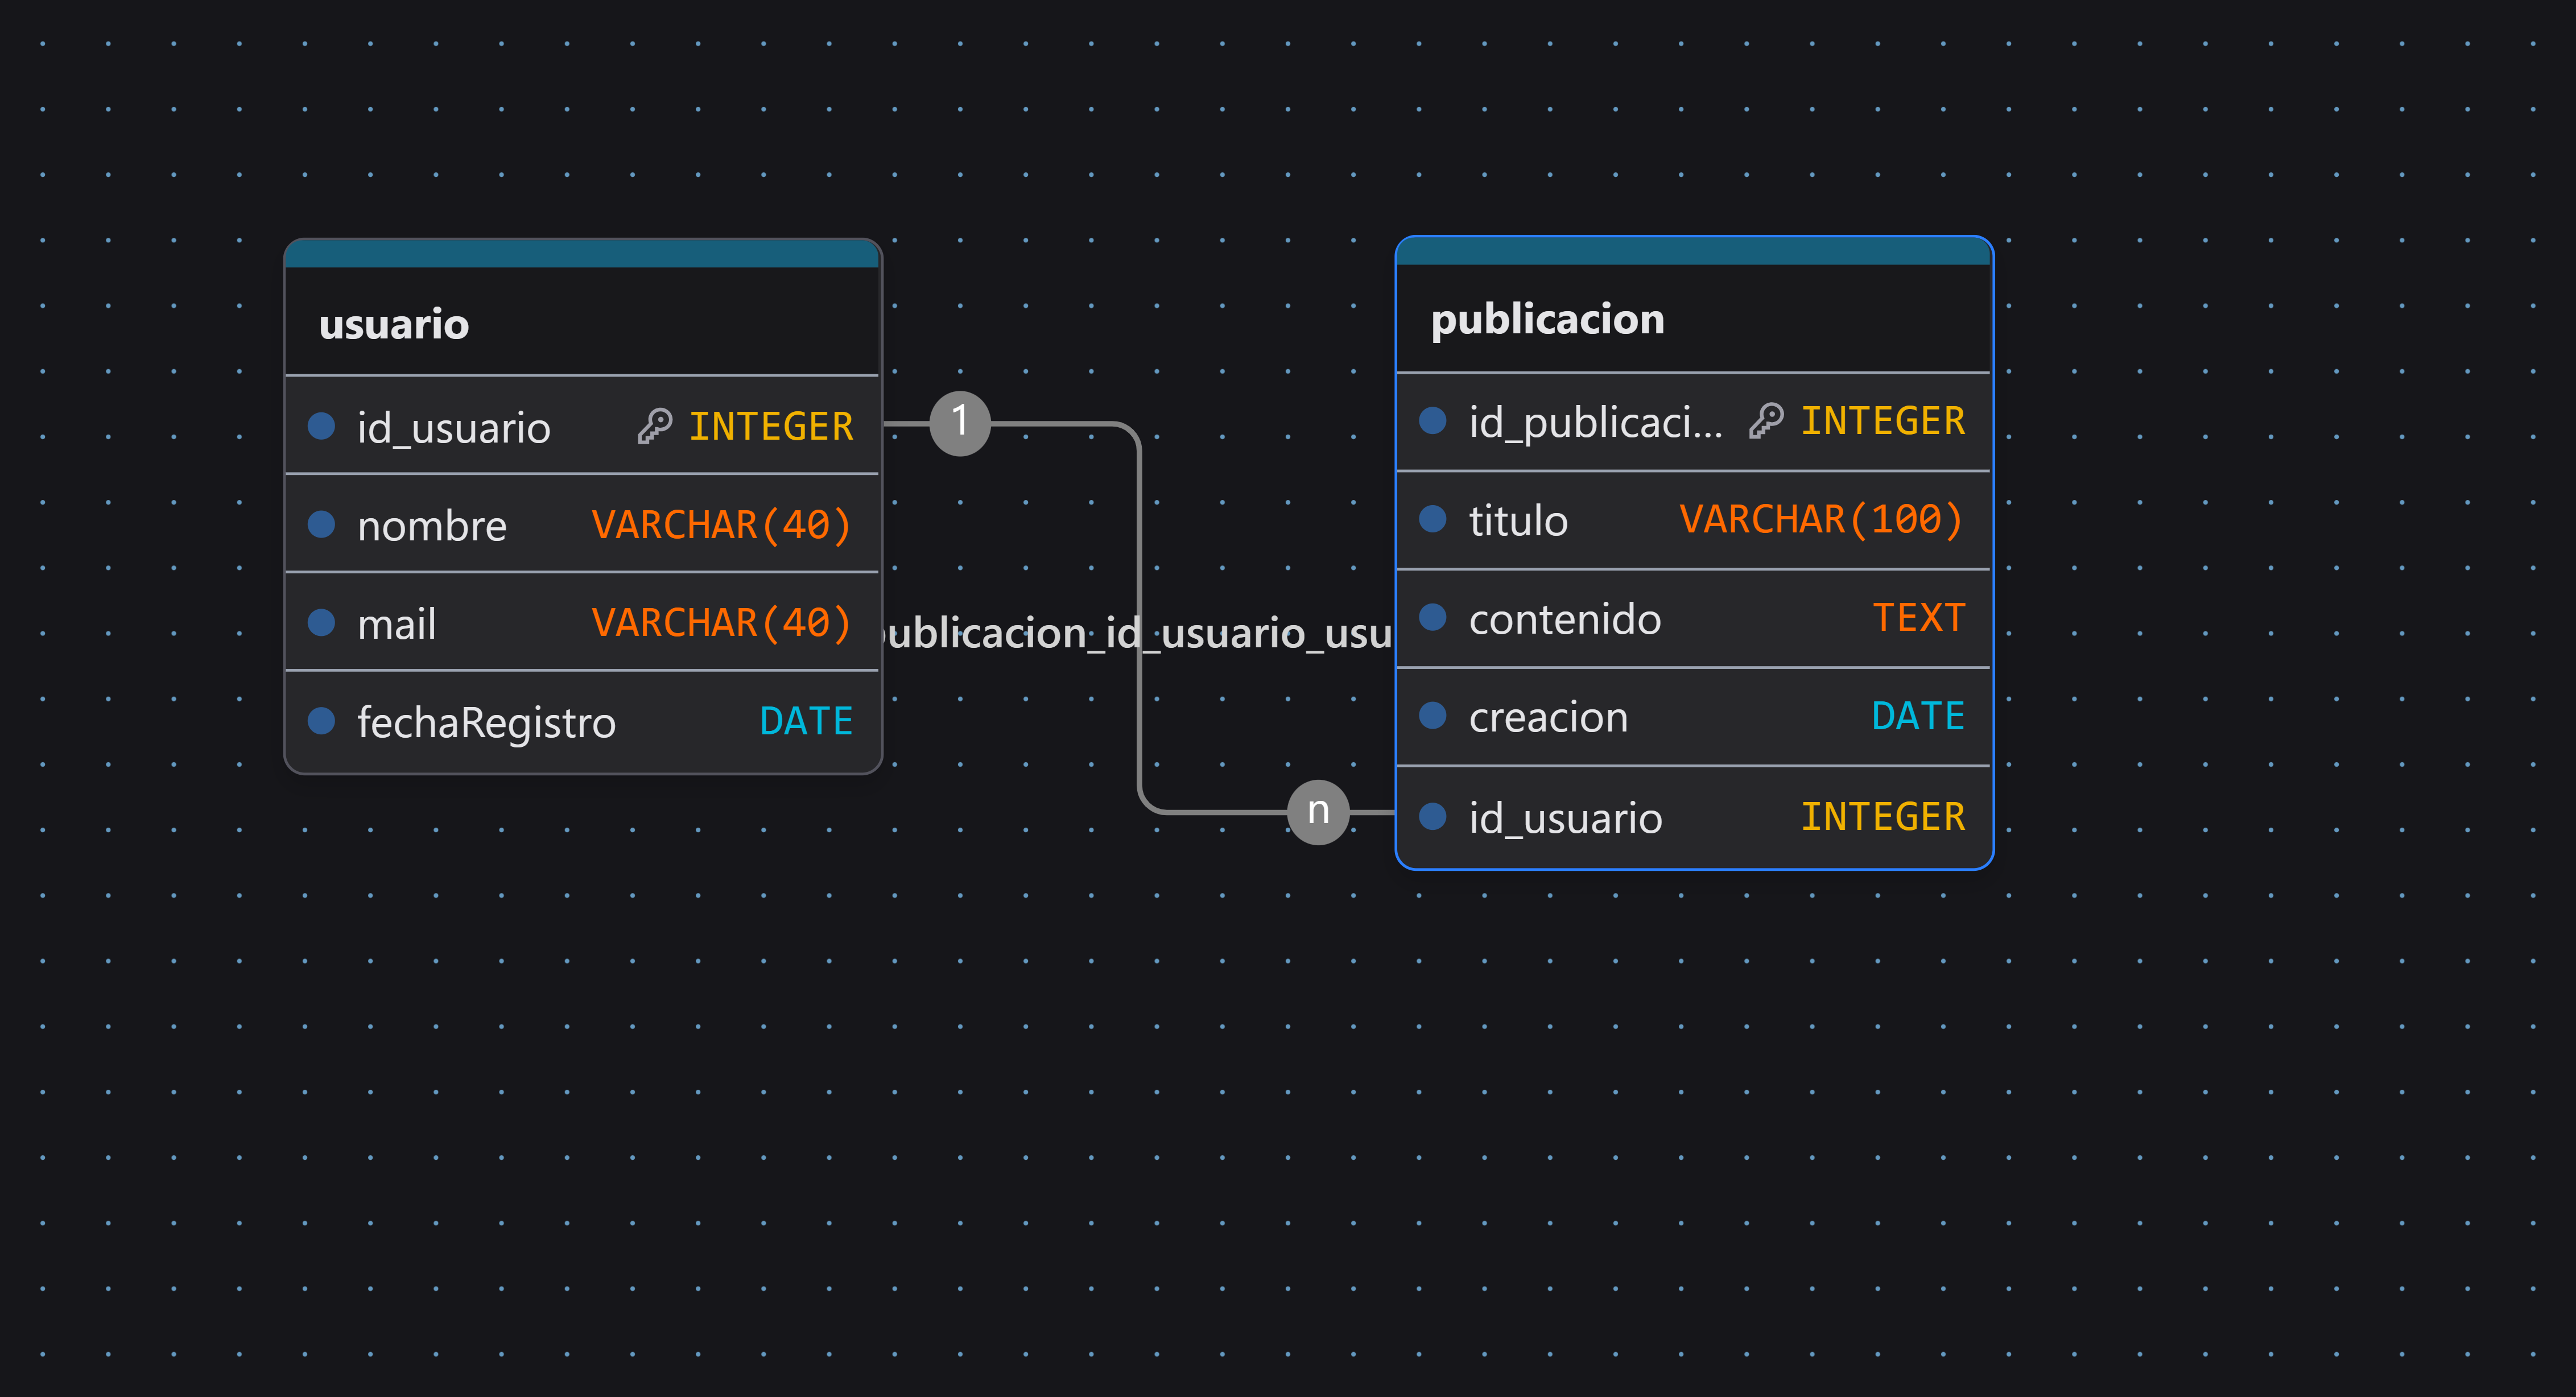 usuario
id_usuario INTEGER
nombre VARCHAR(40)
mail VARCHAR(40)
fechaRegistro DATE
1
ublicacion_id_usuario_usu
n
publicacion
id_publicaci... INTEGER
titulo VARCHAR(100)
contenido TEXT
creacion DATE
id_usuario INTEGER